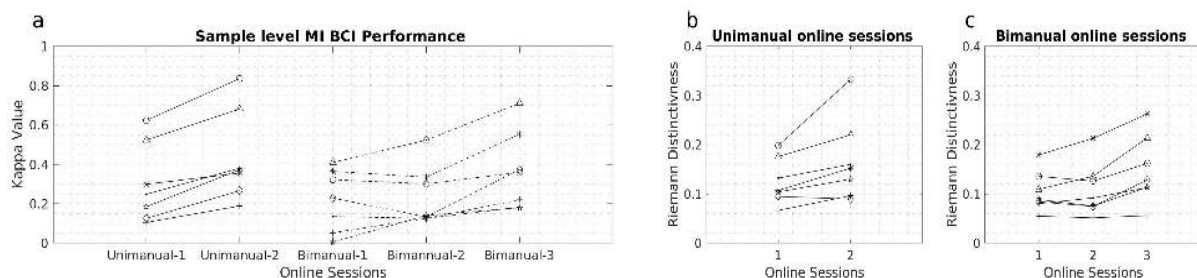 a
Sample level MI BCI Performance
Kappa Value
1
0.8
0.6
0.4
0.2
0
Unimanual-1 Unimanual-2 Bimanual-1 Bimannual-2 Bimanual-3
Online Sessions
b
Unimanual online sessions
Riemann Distinctivness
0.4
0.3
0.2
0.1
0
1 2
Online Sessions
c
Bimanual online sessions
Riemann Distinctivness
0.4
0.3
0.2
0.1
0
1 2 3
Online Sessions